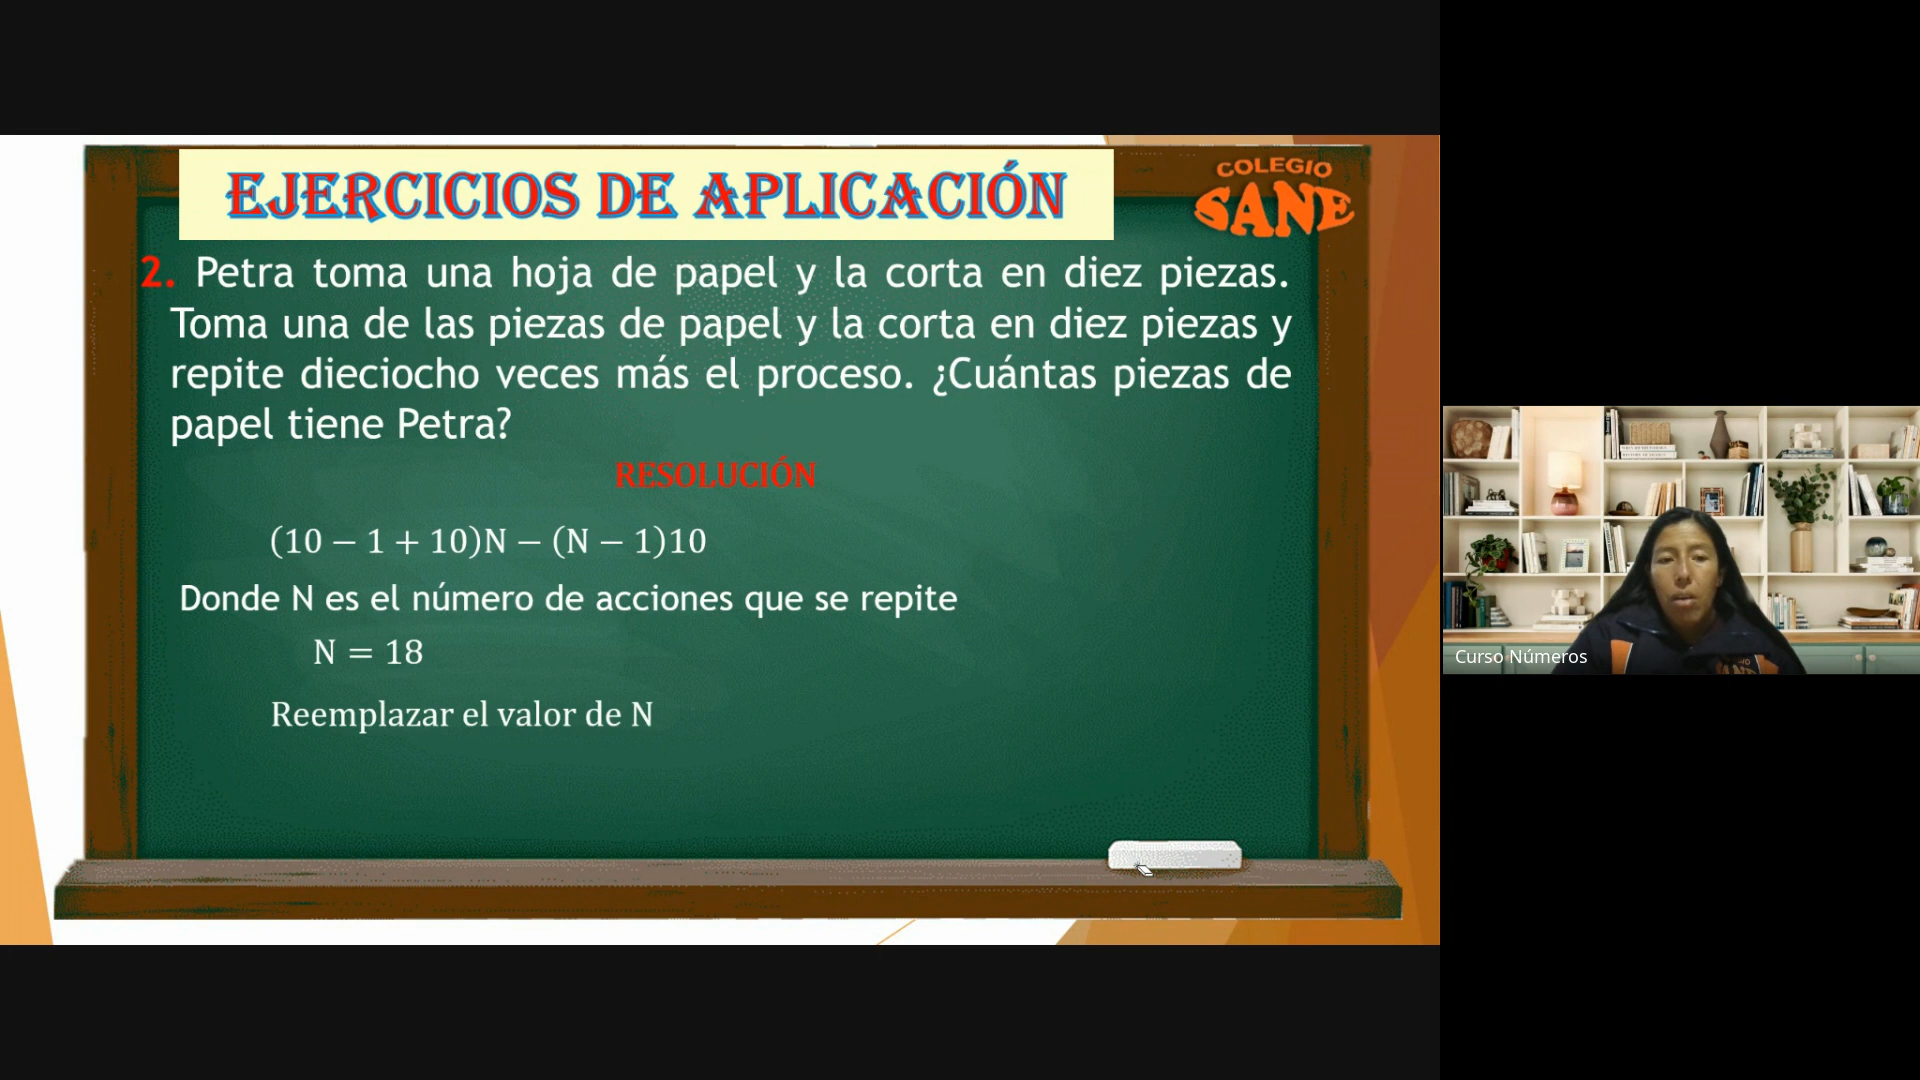 EJERCICIOS DE APLICACIÓN
COLEGIO
SANE
2. Petra toma una hoja de papel y la corta en diez piezas.
Toma una de las piezas de papel y la corta en diez piezas y
repite dieciocho veces más el proceso. ¿Cuántas piezas de
papel tiene Petra?
RESOLUCIÓN
(10 − 1 + 10)N − (N − 1)10
Donde N es el número de acciones que se repite
N = 18
Reemplazar el valor de N
Curso Números